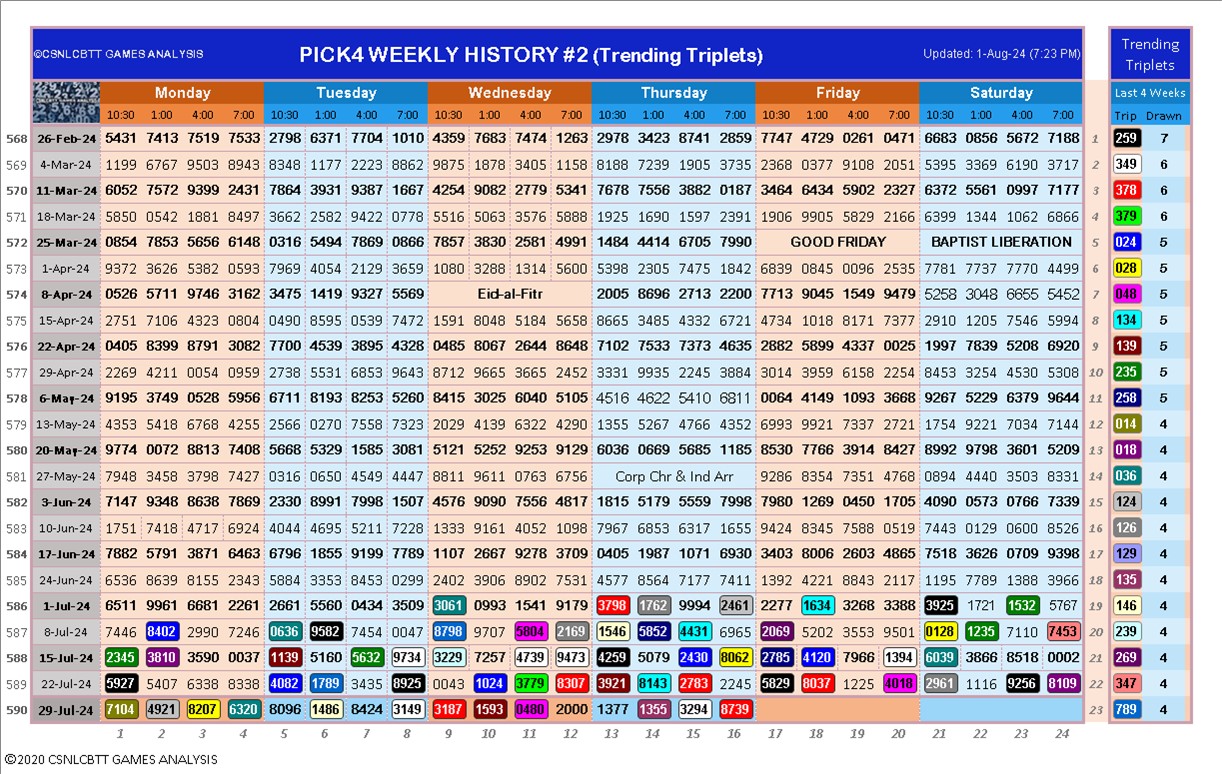 ©CSNLCBTT GAMES ANALYSIS PICK4 WEEKLY HISTORY #2 (Trending Triplets) Updated: 1-Aug-24 (7:23 PM) Trending
Triplets
Monday Tuesday Wednesday Thursday Friday Saturday Last 4 Weeks
10:30 1:00 4:00 7:00 10:30 1:00 4:00 7:00 10:30 1:00 4:00 7:00 10:30 1:00 4:00 7:00 10:30 1:00 4:00 7:00 10:30 1:00 4:00 7:00 Trip Drawn
568 26-Feb-24 5431 7413 7519 7533 2798 6371 7704 1010 4359 7683 7474 1263 2978 3423 8741 2859 7747 4729 0261 0471 6683 0856 5672 7188 1 259 7
569 4-Mar-24 1199 6767 9503 8943 8348 1177 2223 8862 9875 1878 3405 1158 8188 7239 1905 3735 2368 0377 9108 2051 5395 3369 6190 3717 2 349 6
570 11-Mar-24 6052 7572 9399 2431 7864 3931 9387 1667 4254 9082 2779 5341 7678 7556 3882 0187 3464 6434 5902 2327 6372 5561 0997 7177 3 378 6
571 18-Mar-24 5850 0542 1881 8497 3662 2582 9422 0778 5516 5063 3576 5888 1925 1690 1597 2391 1906 9905 5829 2166 6399 1344 1062 6866 4 379 6
572 25-Mar-24 0854 7853 5656 6148 0316 5494 7869 0866 7857 3830 2581 4991 1484 4414 6705 7990 GOOD FRIDAY BAPTIST LIBERATION 5 024 5
573 1-Apr-24 9372 3626 5382 0593 7969 4054 2129 3659 1080 3288 1314 5600 5398 2305 7475 1842 6839 0845 0096 2535 7781 7737 7770 4499 6 028 5
574 8-Apr-24 0526 5711 9746 3162 3475 1419 9327 5569 Eid-al-Fitr 2005 8696 2713 2200 7713 9045 1549 9479 5258 3048 6655 5452 7 048 5
575 15-Apr-24 2751 7106 4323 0804 0490 8595 0539 7472 1591 8048 5184 5658 8665 3485 4332 6721 4734 1018 8171 7377 2910 1205 7546 5994 8 134 5
576 22-Apr-24 0405 8399 8791 3082 7700 4539 3895 4328 0485 8067 2644 8648 7102 7533 7373 4635 2882 5899 4337 0025 1997 7839 5208 6920 9 139 5
577 29-Apr-24 2269 4211 0054 0959 2738 5531 6853 9643 8712 9665 3665 2452 3331 9935 2245 3884 3014 3959 6158 2254 8453 3254 4530 5308 10 235 5
578 6-May-24 9195 3749 0528 5956 6711 8193 8253 5260 8415 3025 6040 5105 4516 4622 5410 6811 0064 4149 1093 3668 9267 5229 6379 9644 11 258 5
579 13-May-24 4353 5418 6768 4255 2566 0270 7558 7323 2029 4139 6322 4290 1355 5267 4766 4352 6993 9921 7337 2721 1754 9221 7034 7144 12 014 4
580 20-May-24 9774 0072 8813 7408 5668 5329 1585 3081 5121 5252 9253 9129 6036 0669 5685 1185 8530 7766 3914 8427 8992 9798 3601 5209 13 018 4
581 27-May-24 7948 3458 3798 7427 0316 0650 4549 4447 8811 9611 0763 6756 Corp Chr & Ind Arr 9286 8354 7351 4768 0894 4440 3503 8331 14 036 4
582 3-Jun-24 7147 9348 8638 7869 2330 8991 7998 1507 4576 9090 7556 4817 1815 5179 5559 7998 7980 1269 0450 1705 4090 0573 0766 7339 15 124 4
583 10-Jun-24 1751 7418 4717 6924 4044 4695 5211 7228 1333 9161 4052 1098 7967 6853 6317 1655 9424 8345 7588 0519 7443 0129 0600 8526 16 126 4
584 17-Jun-24 7882 5791 3871 6463 6796 1855 9199 7789 1107 2667 9278 3709 0405 1987 1071 6930 3403 8006 2603 4865 7518 3626 0709 9398 17 129 4
585 24-Jun-24 6536 8639 8155 2343 5884 3353 8453 0299 2402 3906 8902 7531 4577 8564 7177 7411 1392 4221 8843 2117 1195 7789 1388 3966 18 135 4
586 1-Jul-24 6511 9961 6681 2261 2661 5560 0434 3509 3061 0993 1541 9179 3798 1762 9994 2461 2277 1634 3268 3388 3925 1721 1532 5767 19 146 4
587 8-Jul-24 7446 8402 2990 7246 0636 9582 7454 0047 8798 9707 5804 2169 1546 5852 4431 6965 2069 5202 3553 9501 0128 1235 7110 7453 20 239 4
588 15-Jul-24 2345 3810 3590 0037 1139 5160 5632 9734 3229 7257 4739 9473 4259 5079 2430 8062 2785 4120 7966 1394 6039 3866 8518 0002 21 269 4
589 22-Jul-24 5927 5407 6339 8338 4082 1789 3435 8925 0043 1024 3779 8307 3921 8143 2783 2245 5829 8037 1225 4018 2961 1116 9256 8109 22 347 4
590 29-Jul-24 7104 4921 8207 6320 8096 1486 8424 3149 3187 1593 0480 2000 1377 1355 3294 8739 23 789 4
1 2 3 4 5 6 7 8 9 10 11 12 13 14 15 16 17 18 19 20 21 22 23 24
©2020 CSNLCBTT GAMES ANALYSIS